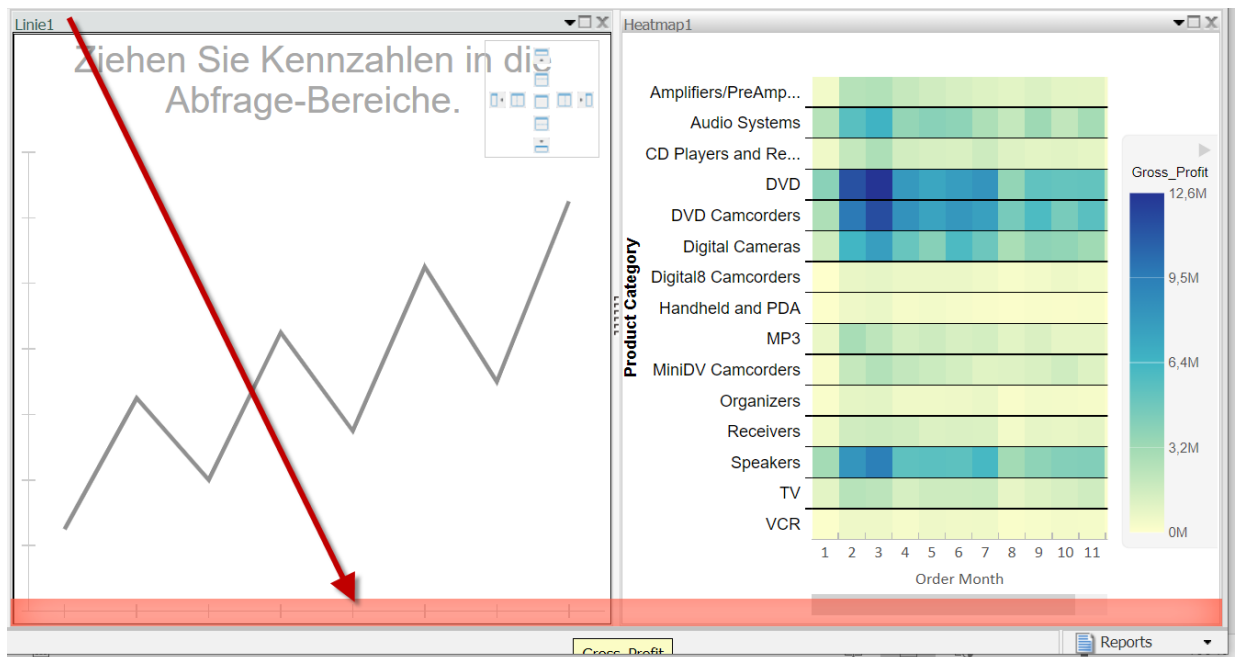 Linie1
Ziehen Sie Kennzahlen in die
Abfrage-Bereiche.
Heatmap1
Product Category
Amplifiers/PreAmp...
Audio Systems
CD Players and Re...
DVD
DVD Camcorders
Digital Cameras
Digital8 Camcorders
Handheld and PDA
MP3
MiniDV Camcorders
Organizers
Receivers
Speakers
TV
VCR
1 2 3 4 5 6 7 8 9 10 11
Order Month
Gross_Profit
12,6M
9,5M
6,4M
3,2M
0M
Gross_Profit
Reports